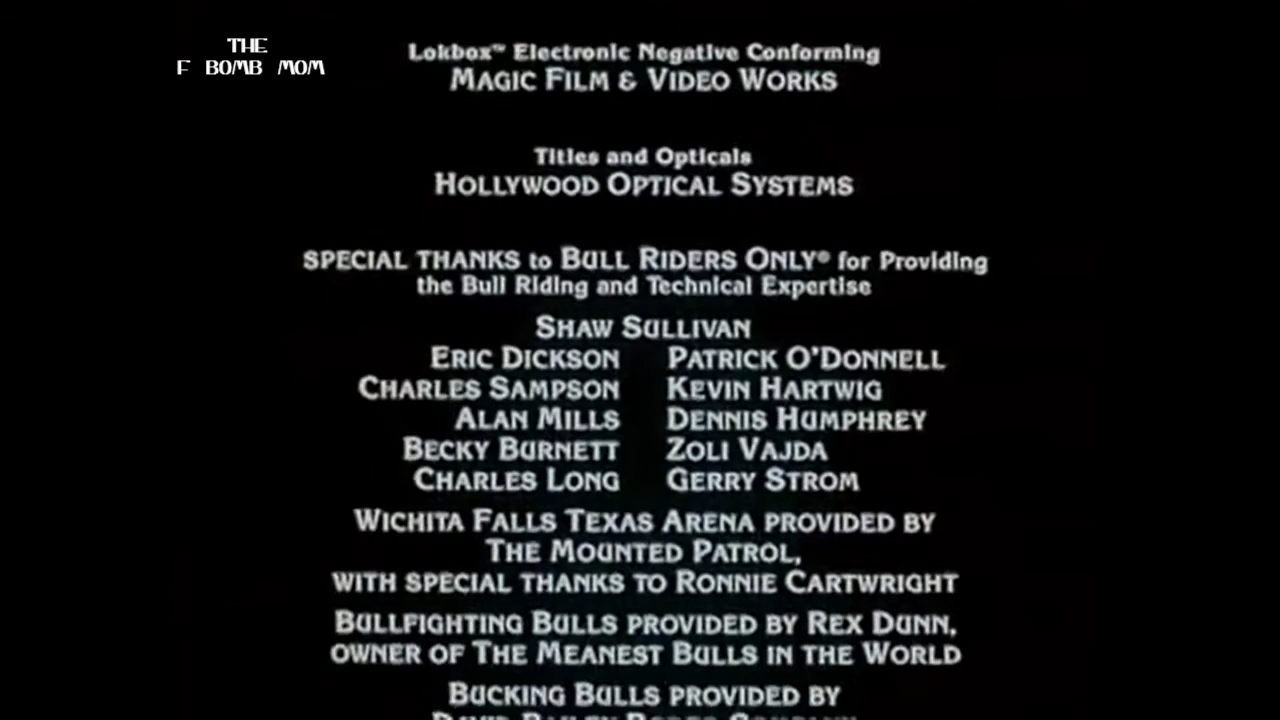 THE
F BOMB MOM
Lokbox™ Electronic Negative Conforming
MAGIC FILM & VIDEO WORKS
Titles and Opticals
HOLLYWOOD OPTICAL SYSTEMS
SPECIAL THANKS to BULL RIDERS ONLY® for Providing
the Bull Riding and Technical Expertise
SHAW SULLIVAN
ERIC DICKSON PATRICK O'DONNELL
CHARLES SAMPSON KEVIN HARTWIG
ALAN MILLS DENNIS HUMPHREY
BECKY BURNETT ZOLI VAJDA
CHARLES LONG GERRY STROM
WICHITA FALLS TEXAS ARENA PROVIDED BY
THE MOUNTED PATROL,
WITH SPECIAL THANKS TO RONNIE CARTWRIGHT
BULLFIGHTING BULLS PROVIDED BY REX DUNN,
OWNER OF THE MEANEST BULLS IN THE WORLD
BUCKING BULLS PROVIDED BY